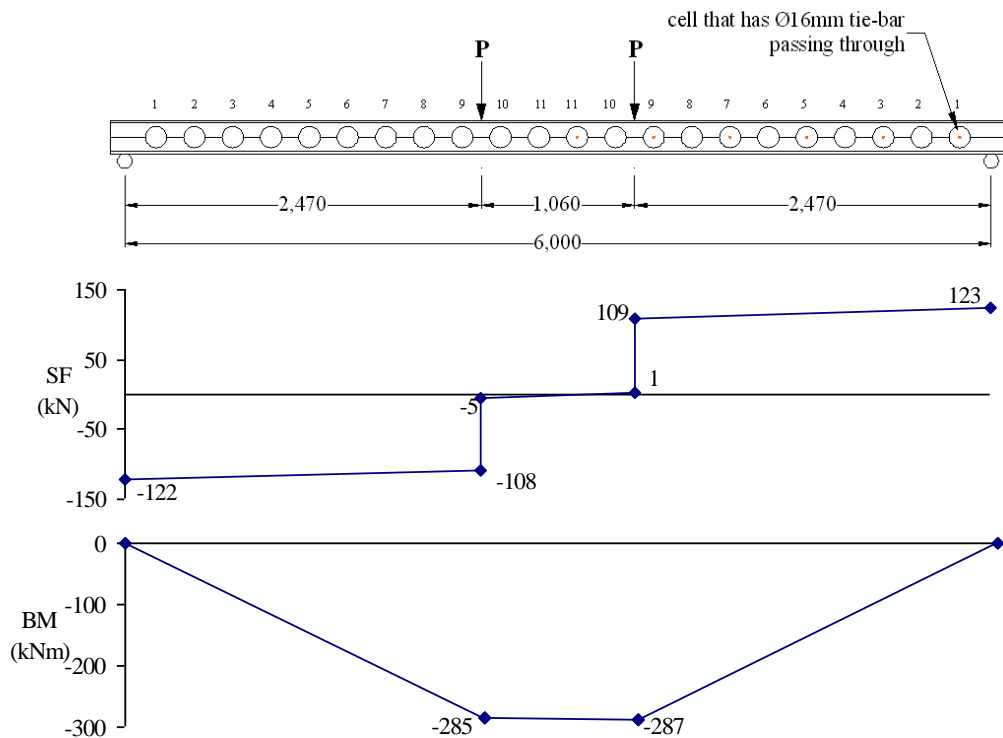 cell that has Ø16mm tie-bar
passing through
P P
1 2 3 4 5 6 7 8 9 10 11 11 10 9 8 7 6 5 4 3 2 1
2,470 1,060 2,470
6,000
150
50
-50
-150
SF
(kN)
-122
-108
-5
109
1
123
0
-100
-200
-300
BM
(kNm)
-285
-287